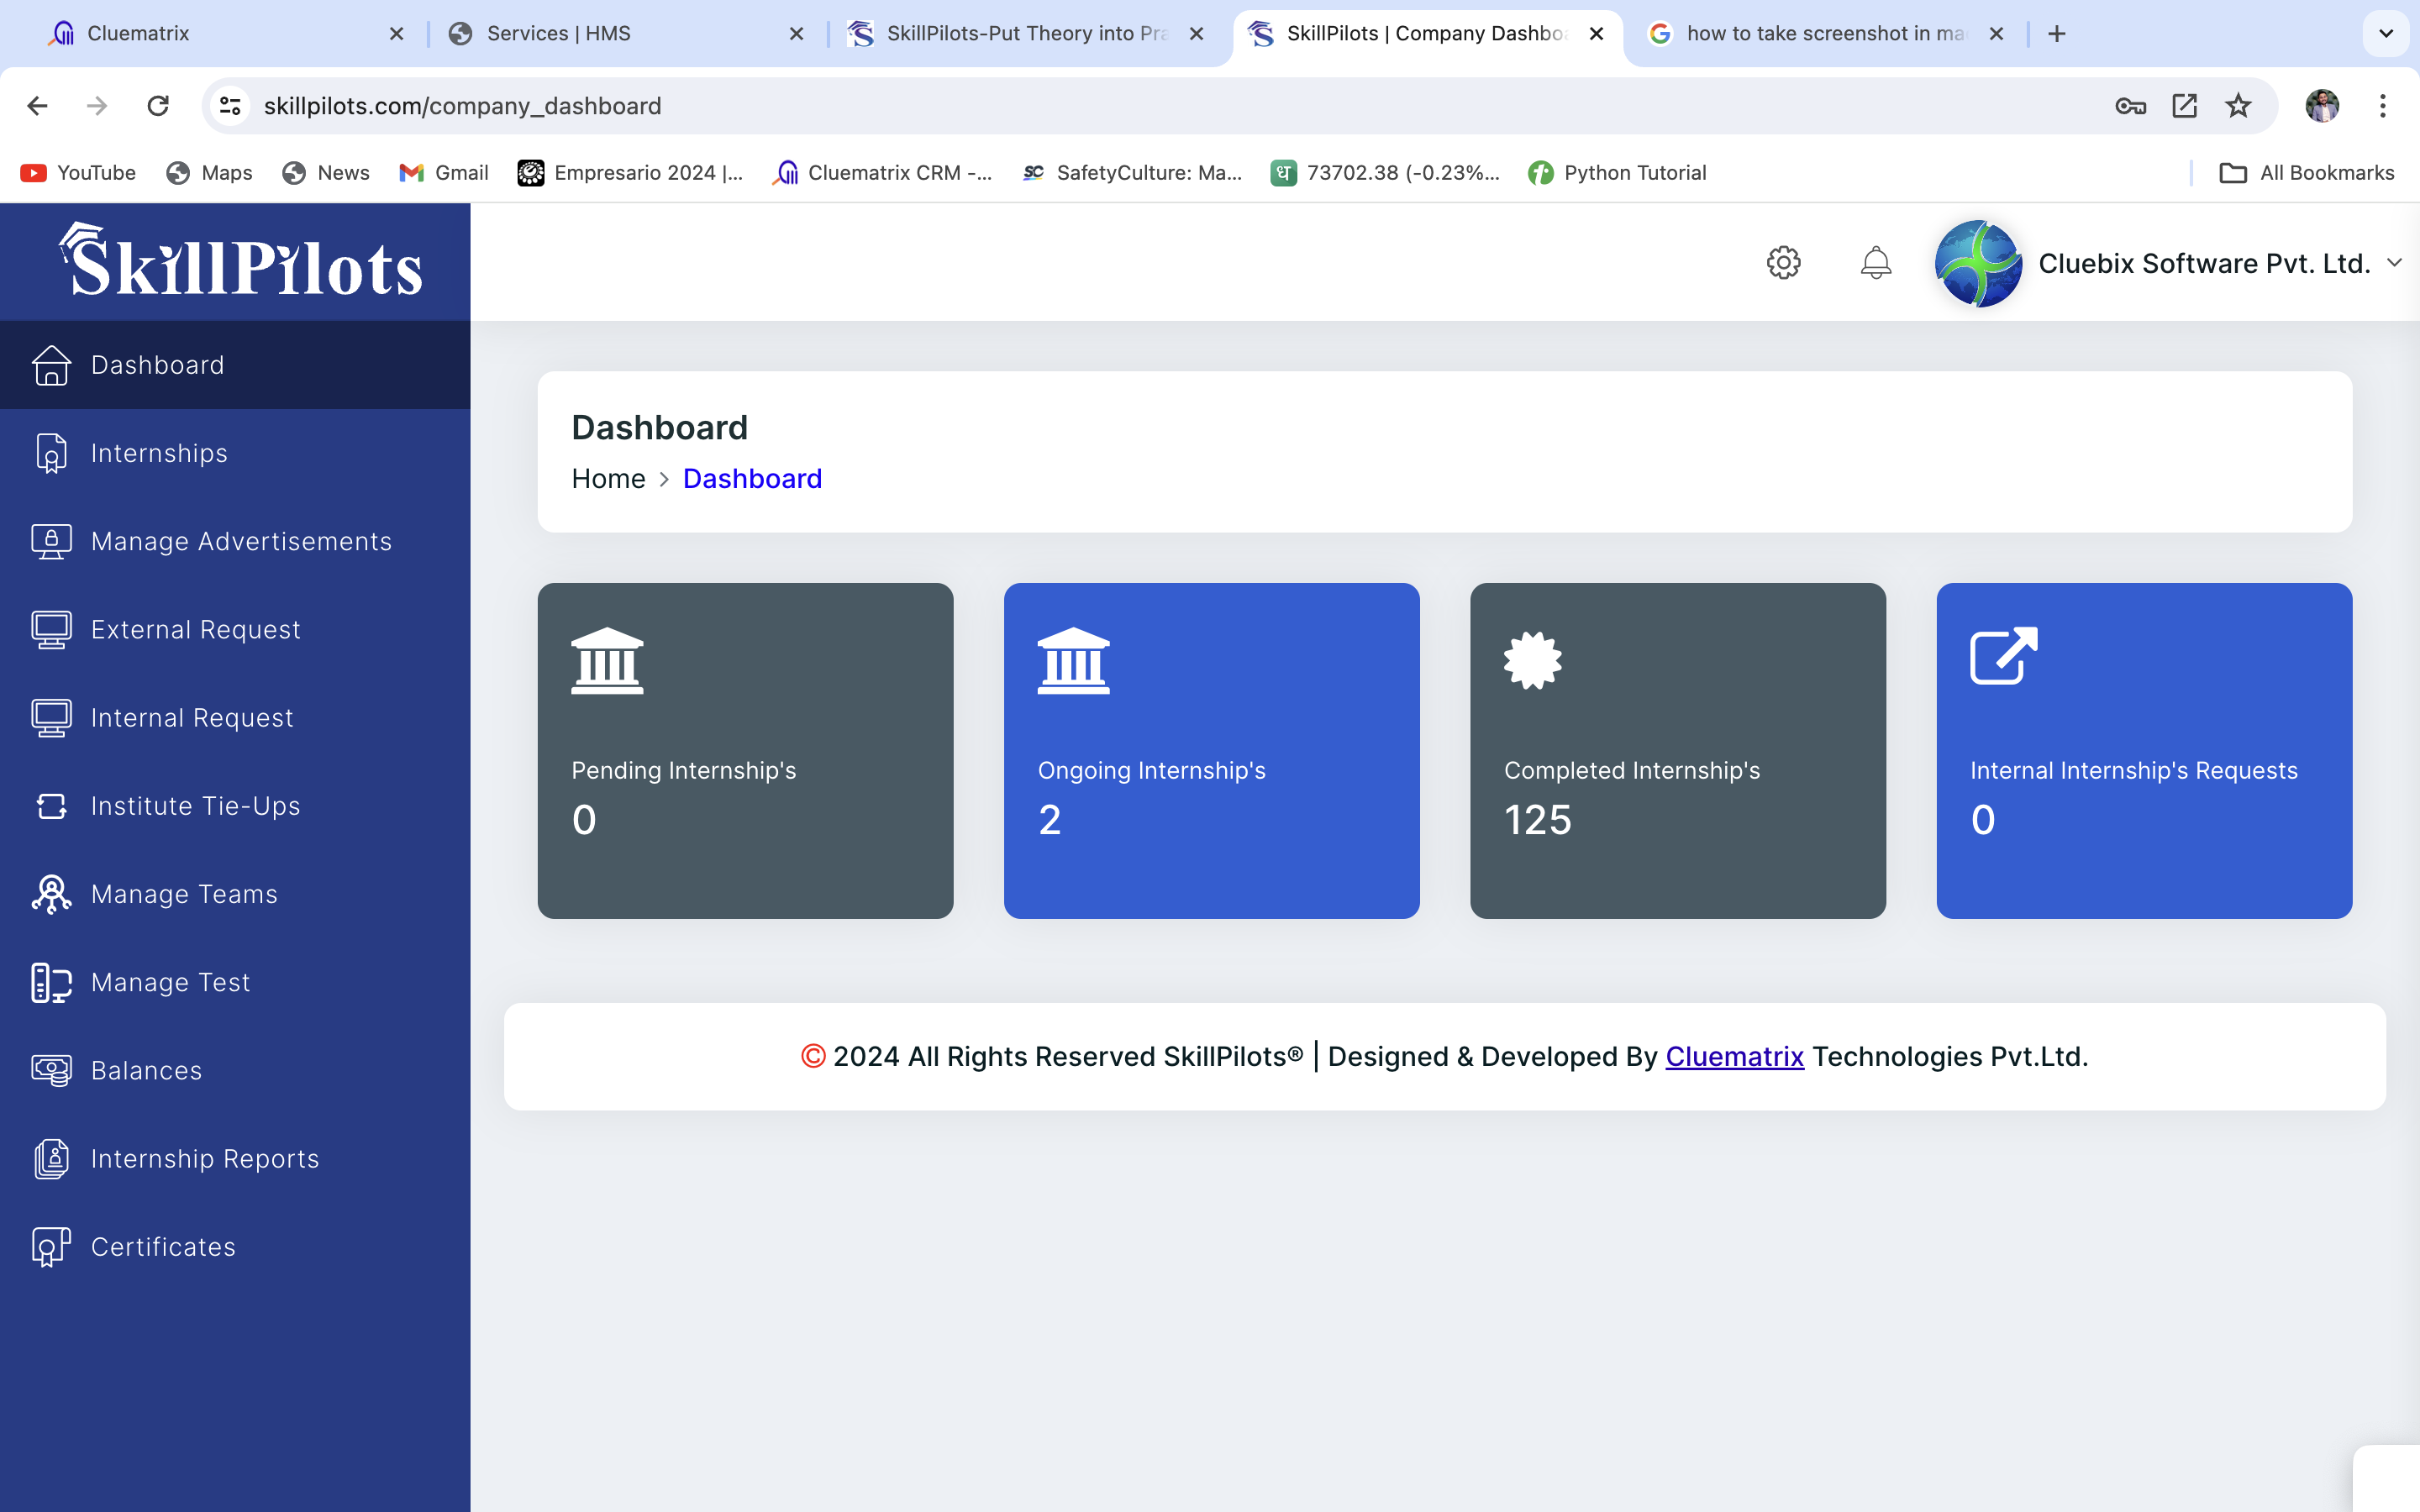 Cluematrix
Services | HMS
SkillPilots-Put Theory into Pra
SkillPilots | Company Dashbo
how to take screenshot in ma
skillpilots.com/company_dashboard
YouTube
Maps
News
Gmail
Empresario 2024 |...
Cluematrix CRM -...
SafetyCulture: Ma...
73702.38 (-0.23%...
Python Tutorial
All Bookmarks
SkillPilots
Cluebix Software Pvt. Ltd.
Dashboard
Internships
Manage Advertisements
External Request
Internal Request
Institute Tie-Ups
Manage Teams
Manage Test
Balances
Internship Reports
Certificates
Dashboard
Home > Dashboard
Pending Internship's
0
Ongoing Internship's
2
Completed Internship's
125
Internal Internship's Requests
0
© 2024 All Rights Reserved SkillPilots® | Designed & Developed By Cluematrix Technologies Pvt.Ltd.